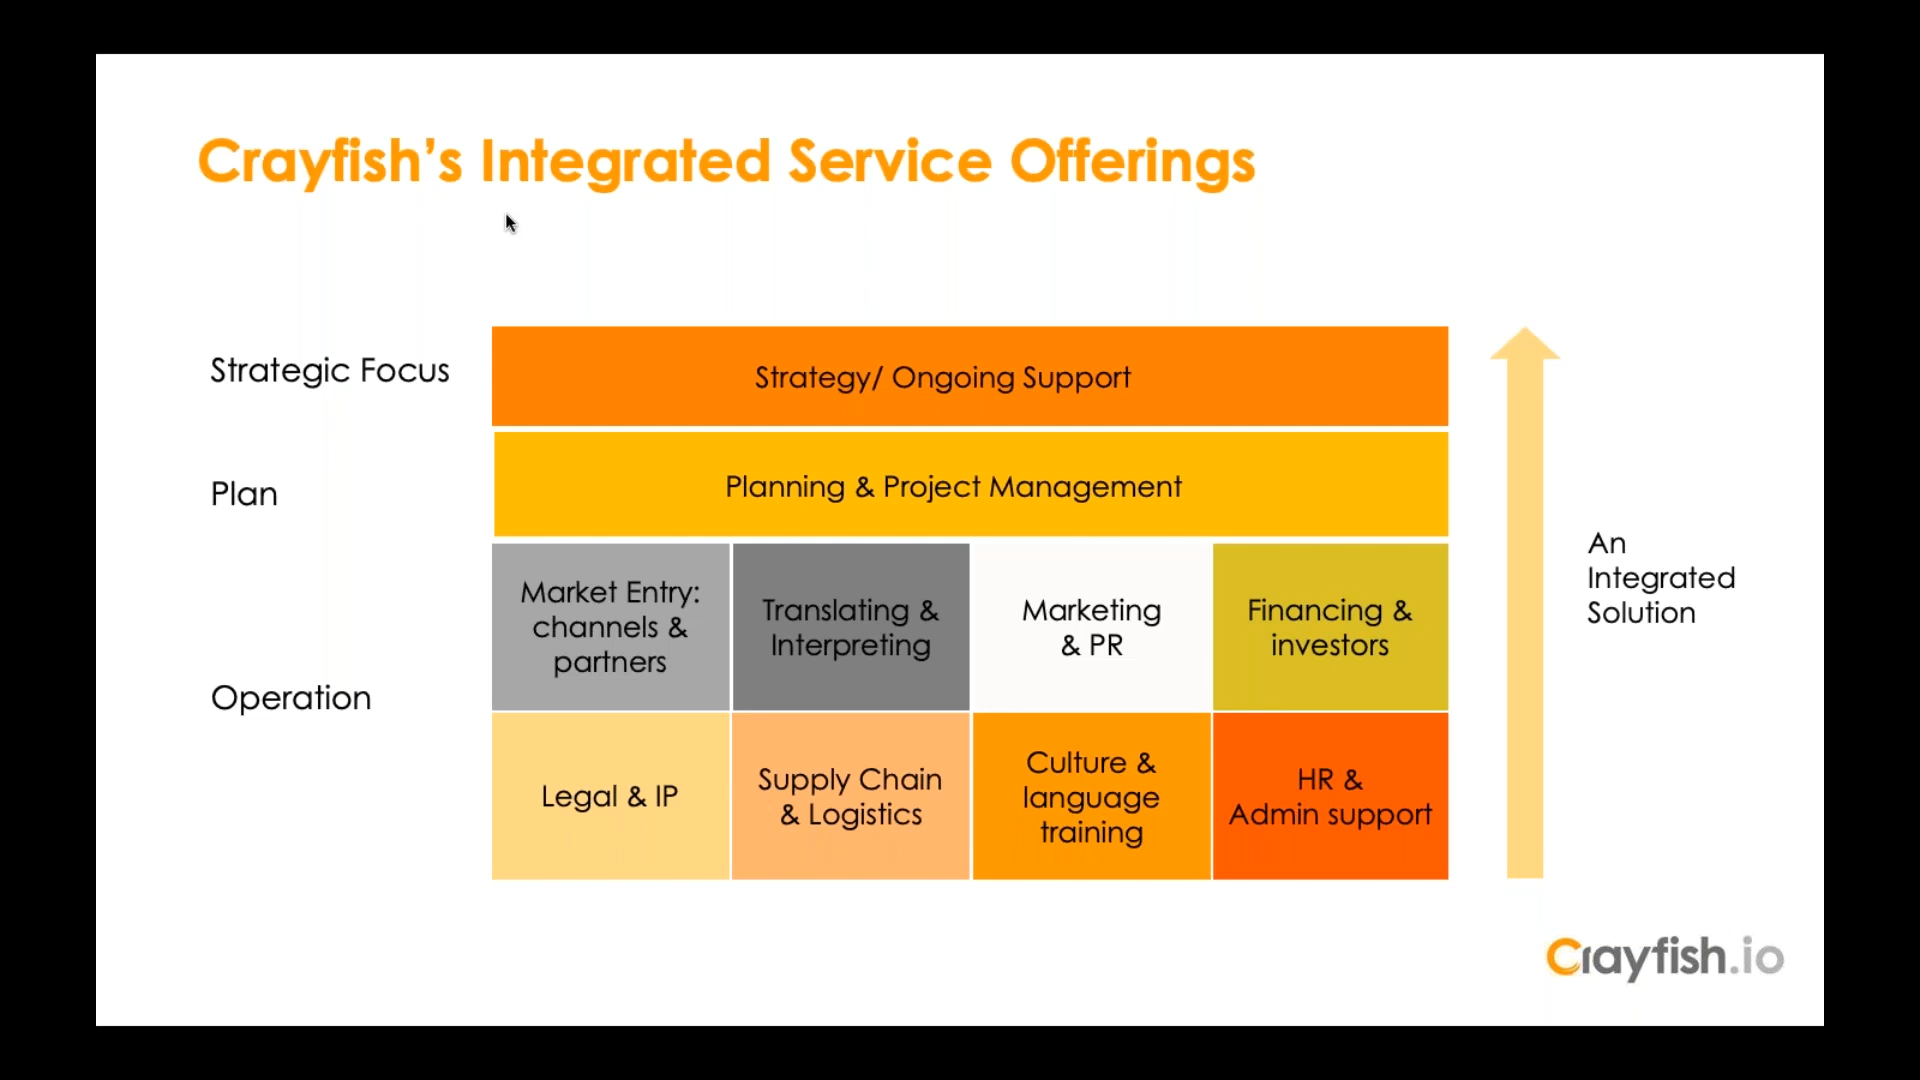 Crayfish's Integrated Service Offerings
Strategic Focus
Strategy/ Ongoing Support
Plan
Planning & Project Management
Operation
Market Entry:
channels &
partners
Translating &
Interpreting
Marketing
& PR
Financing &
investors
Legal & IP
Supply Chain
& Logistics
Culture &
language
training
HR &
Admin support
An
Integrated
Solution
Crayfish.io